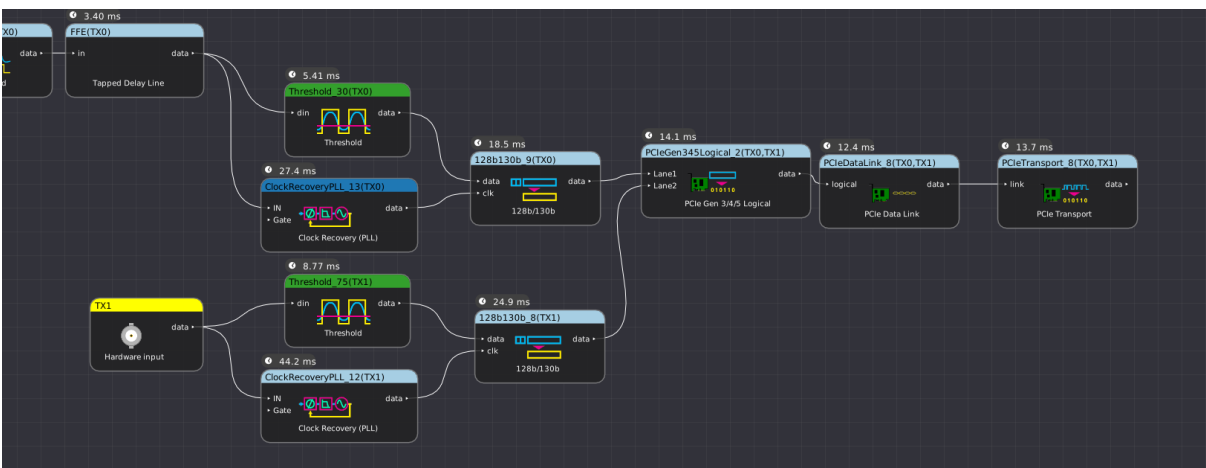 3.40 ms
X0)
data
d
FFE(TX0)
in
data
Tapped Delay Line
5.41 ms
Threshold_30(TX0)
din
data
Threshold
27.4 ms
ClockRecoveryPLL_13(TX0)
IN
data
Gate
Clock Recovery (PLL)
18.5 ms
128b130b_9(TX0)
data
data
clk
128b/130b
14.1 ms
PCIeGen345Logical_2(TX0,TX1)
Lane1
data
Lane2
010110
PCIe Gen 3/4/5 Logical
12.4 ms
PCIeDataLink_8(TX0,TX1)
logical
data
PCIe Data Link
13.7 ms
PCIeTransport_8(TX0,TX1)
link
data
010110
PCIe Transport
TX1
data
Hardware input
8.77 ms
Threshold_75(TX1)
din
data
Threshold
44.2 ms
ClockRecoveryPLL_12(TX1)
IN
data
Gate
Clock Recovery (PLL)
24.9 ms
128b130b_8(TX1)
data
data
clk
128b/130b